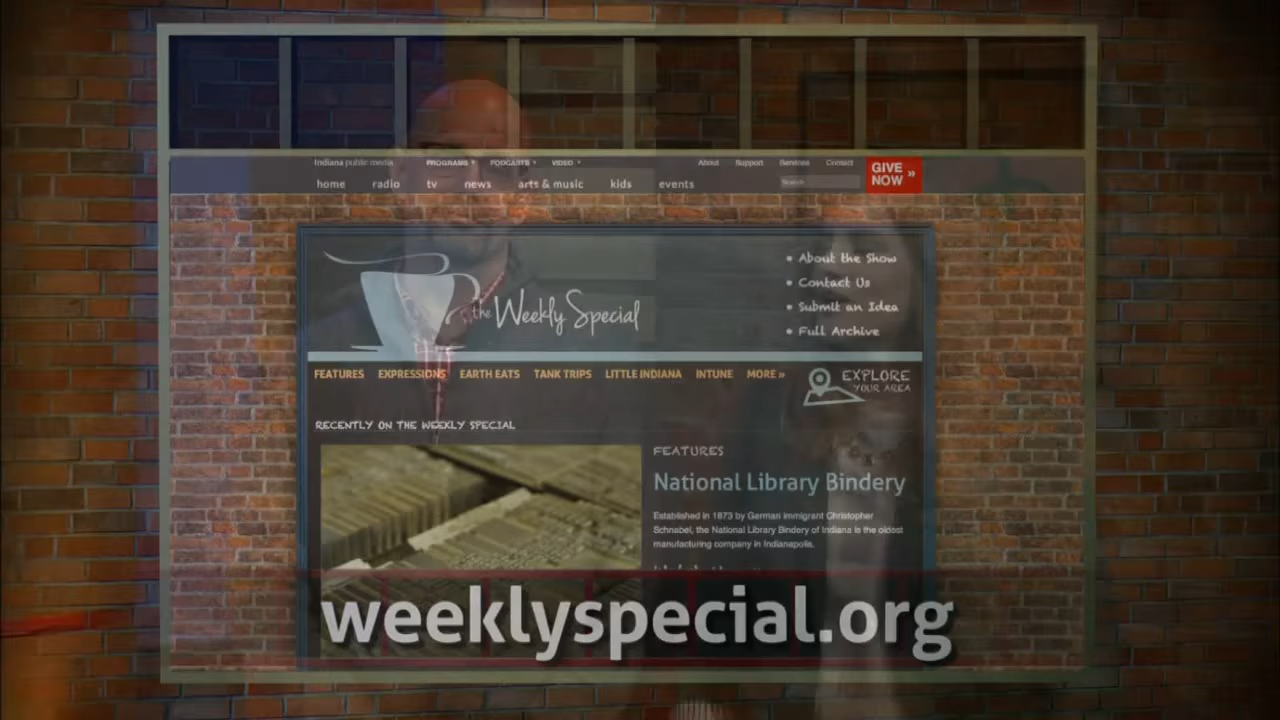 Indiana public media PROGRAMS PODCASTS VIDEO About Support Services Contact
home radio tv news arts & music kids events Search GIVE NOW »
the Weekly Special
• About the Show
• Contact Us
• Submit an Idea
• Full Archive
FEATURES EXPRESSIONS EARTH EATS TANK TRIPS LITTLE INDIANA INTUNE MORE »
EXPLORE
YOUR AREA
RECENTLY ON THE WEEKLY SPECIAL
FEATURES
National Library Bindery
Established in 1873 by German immigrant Christopher
Schnabel, the National Library Bindery of Indiana is the oldest
manufacturing company in Indianapolis.
weeklyspecial.org